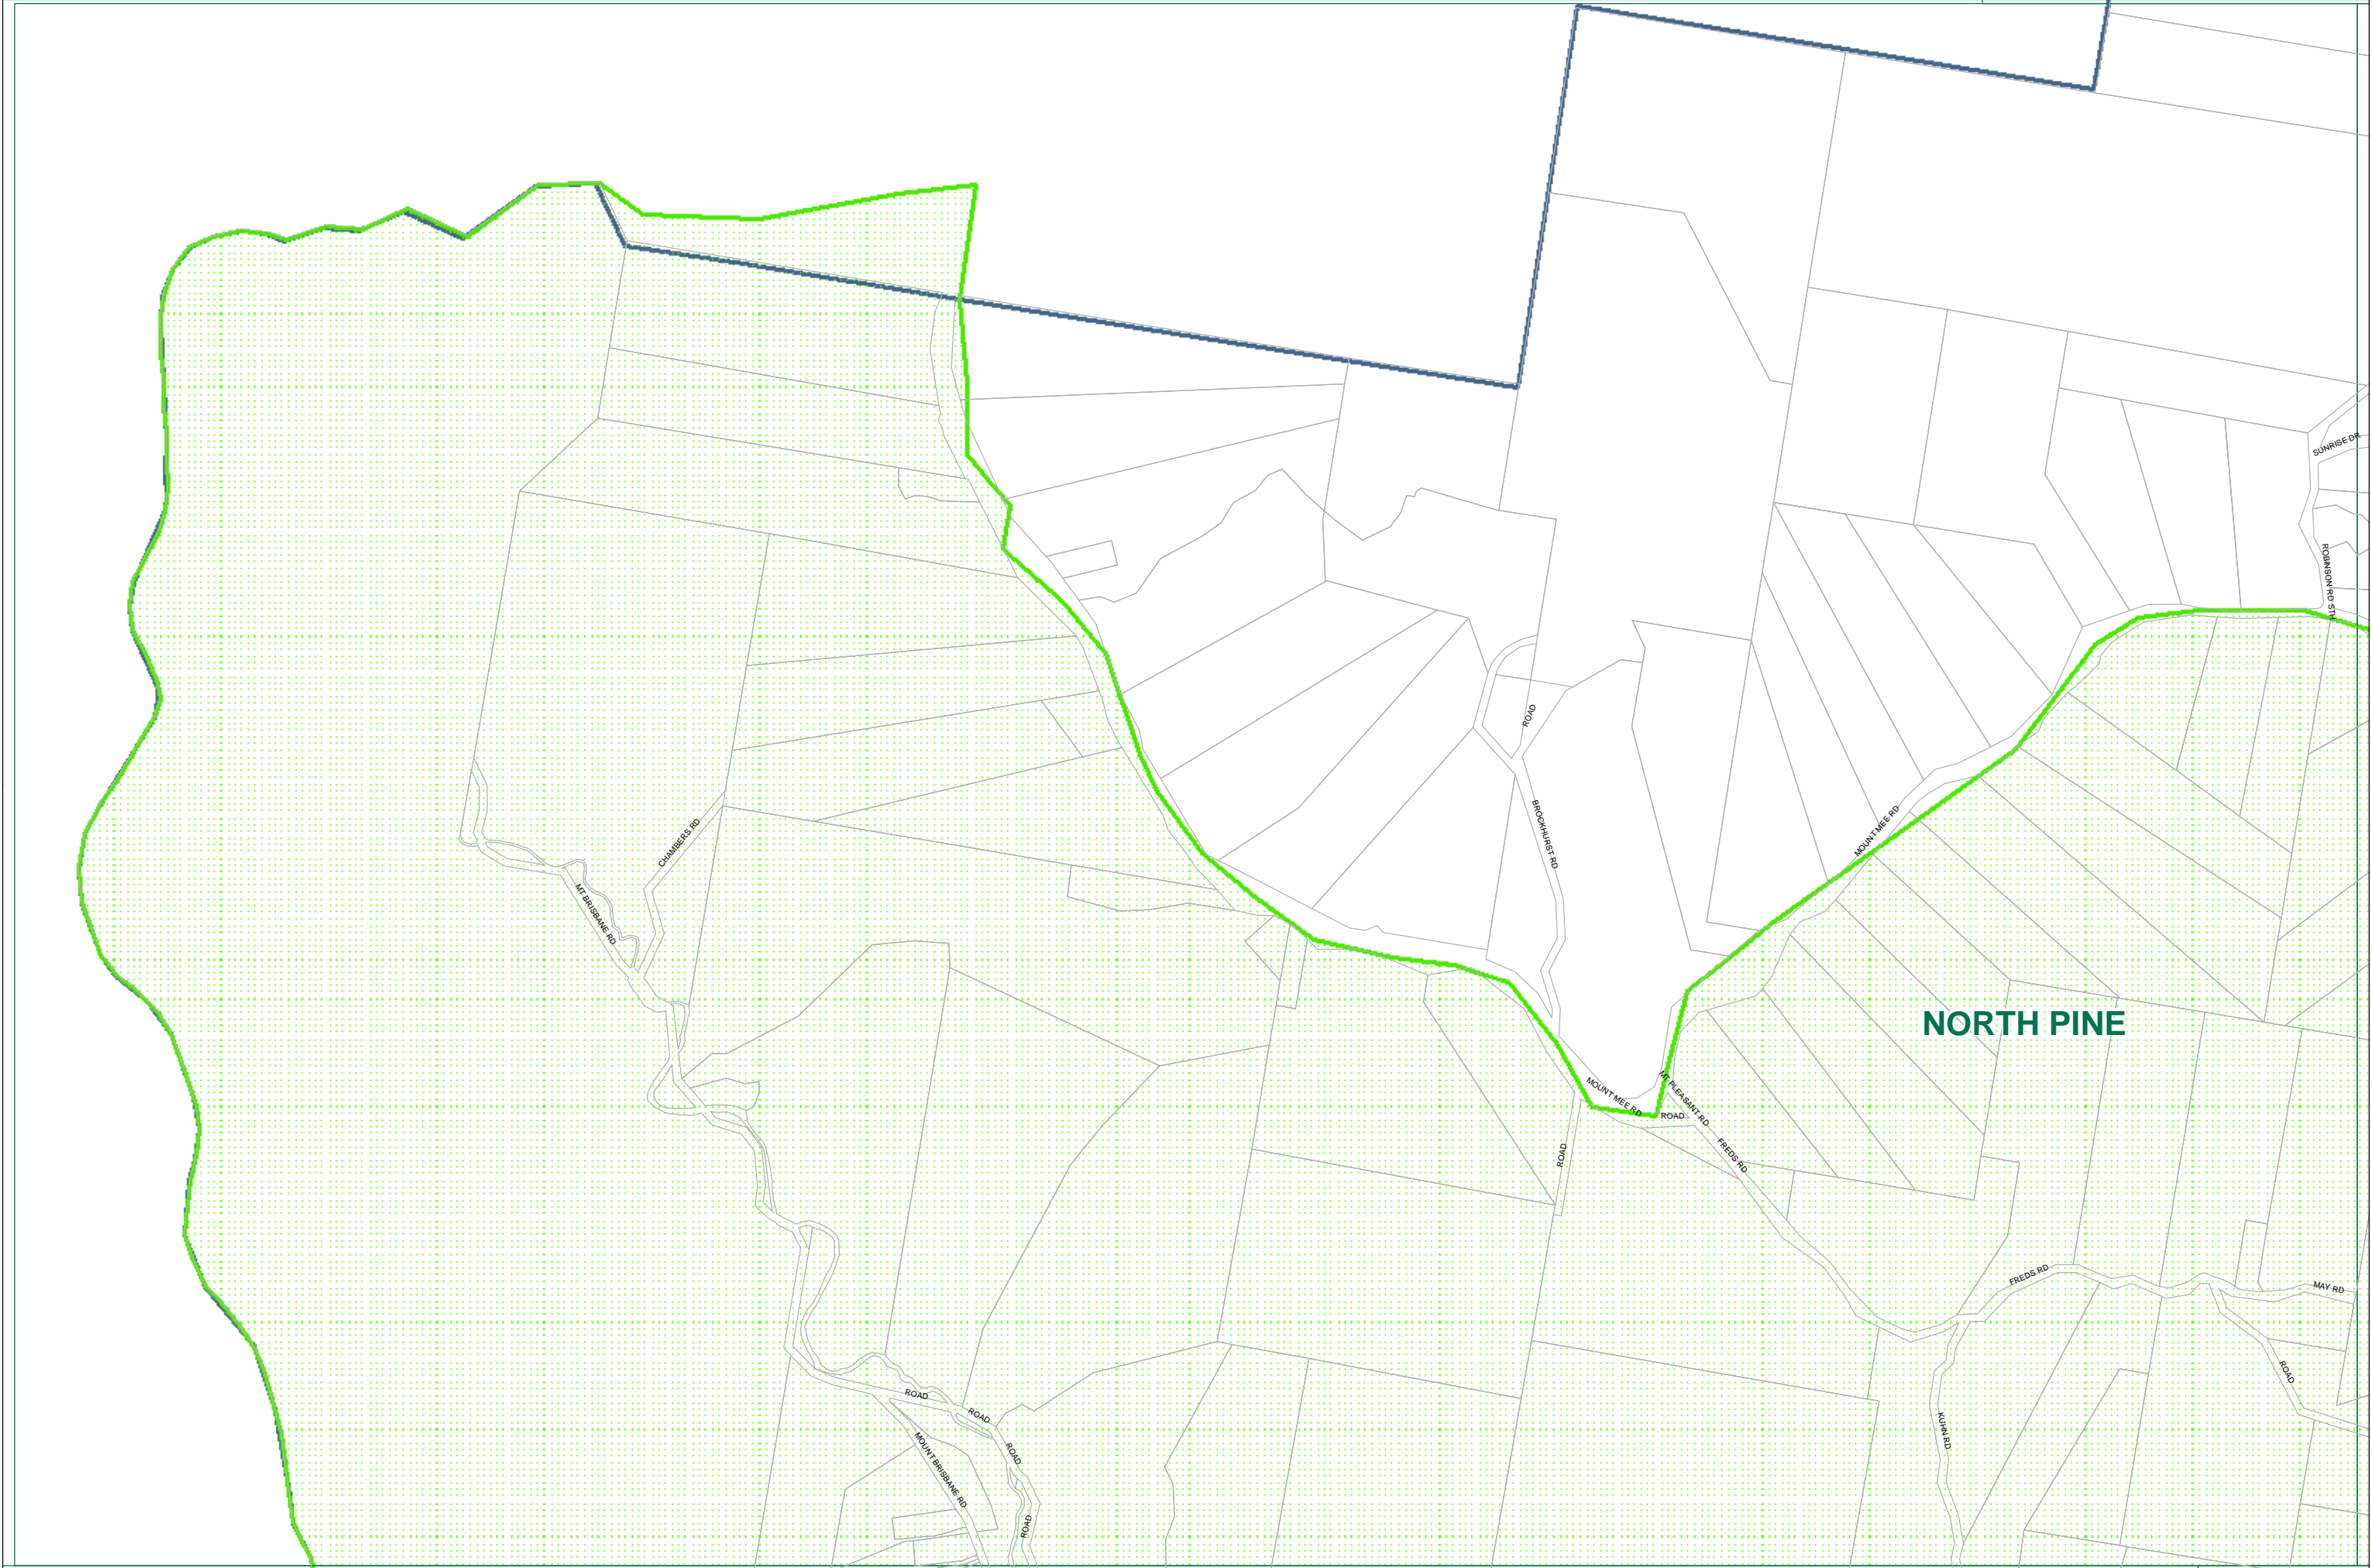 SUNRISE DR
ROBINSON RD STH
ROAD
BROCKHURST RD
MOUNT MEE RD
CHAMBERS RD
MT BRISBANE RD
NORTH PINE
MOUNT MEE RD
MT PLEASANT RD
ROAD
FREDS RD
ROAD
FREDS RD
MAY RD
ROAD
ROAD
ROAD
KUHN RD
ROAD
MOUNT BRISBANE RD
ROAD